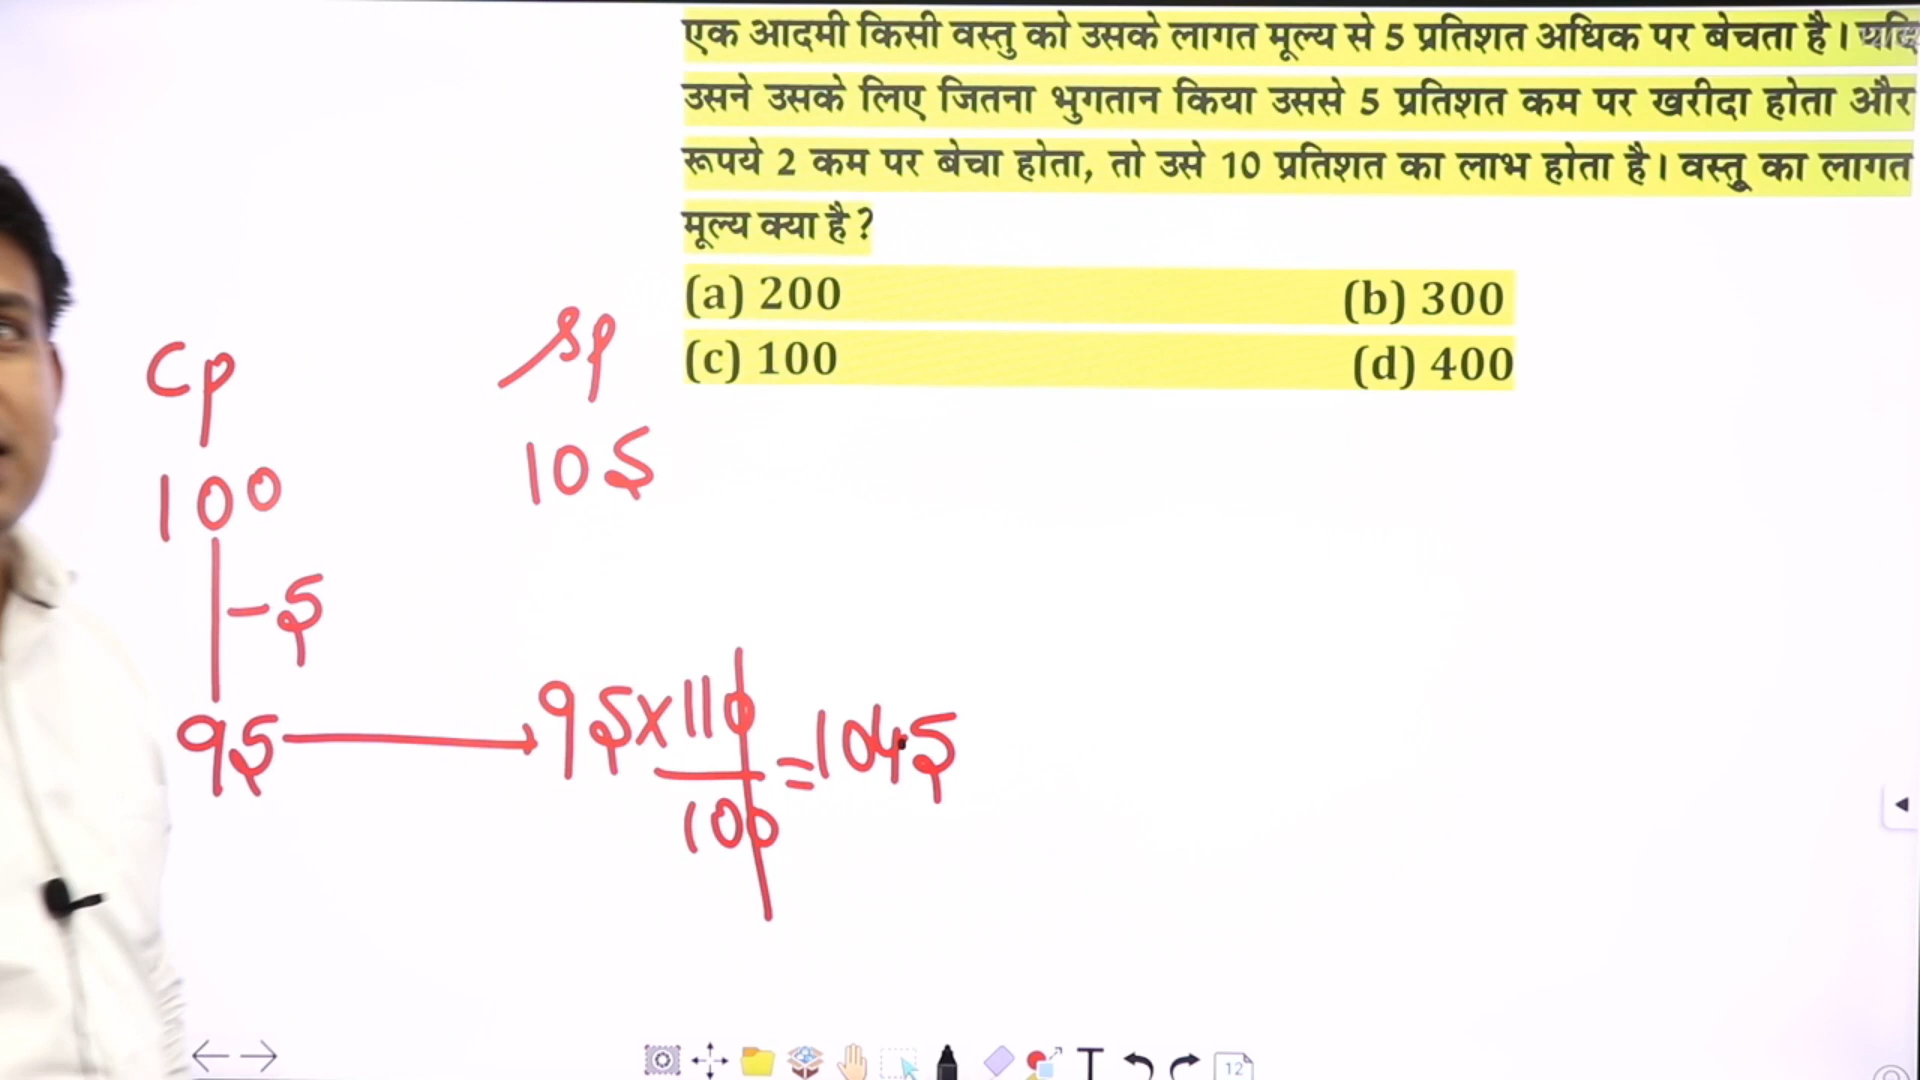 एक आदमी किसी वस्तु को उसके लागत मूल्य से 5 प्रतिशत अधिक पर बेचता है। यदि
उसने उसके लिए जितना भुगतान किया उससे 5 प्रतिशत कम पर खरीदा होता और
रूपये 2 कम पर बेचा होता, तो उसे 10 प्रतिशत का लाभ होता है। वस्तु का लागत
मूल्य क्या है ?
(a) 200 (b) 300
(c) 100 (d) 400
Cp Sp
100 105
-5
95 95x110/100 =104.5
T 12